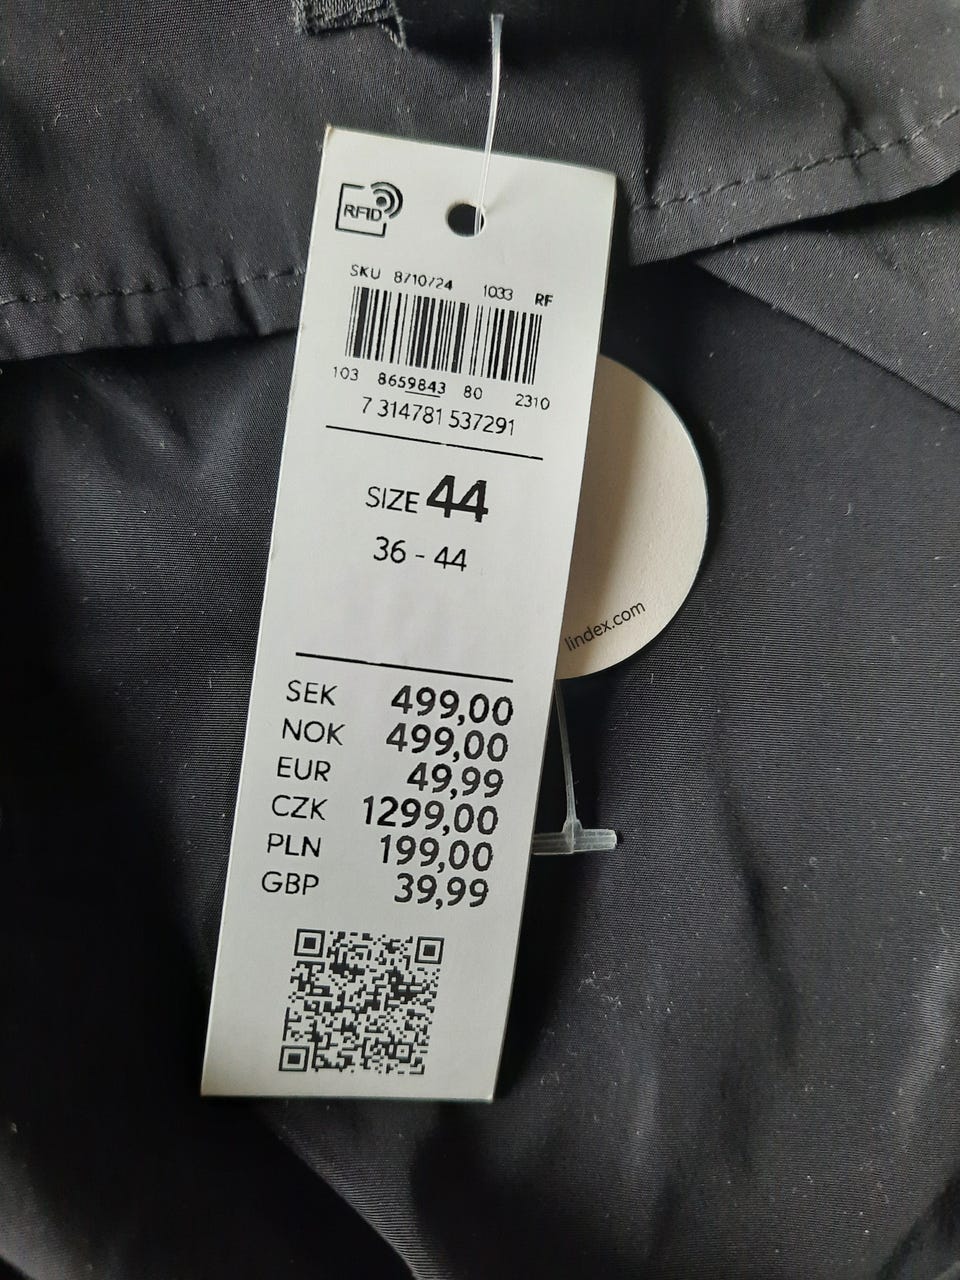 RFID
SKU 8710724 1033 RF
103 8659843 80 2310
7 314781 537291
SIZE 44
36 - 44
lindex.com
SEK 499,00
NOK 499,00
EUR 49,99
CZK 1299,00
PLN 199,00
GBP 39,99